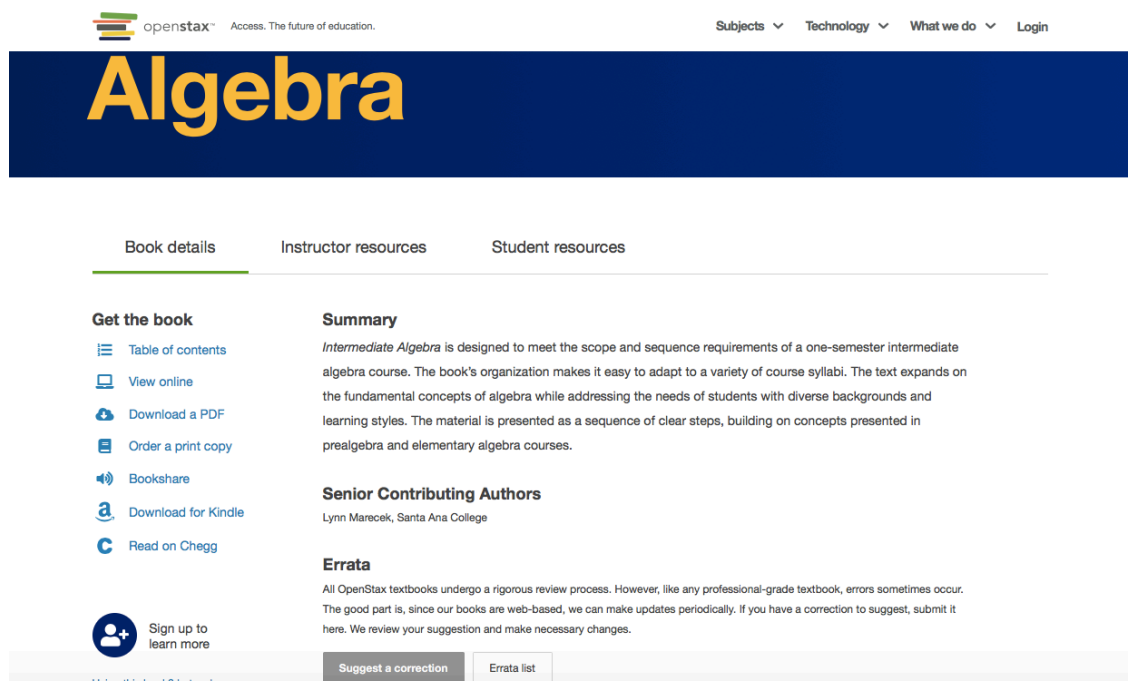 openstax™ Access. The future of education.
Subjects Technology What we do Login
Algebra
Book details Instructor resources Student resources
Get the book
Table of contents
View online
Download a PDF
Order a print copy
Bookshare
Download for Kindle
Read on Chegg
Sign up to
learn more
Summary
Intermediate Algebra is designed to meet the scope and sequence requirements of a one-semester intermediate
algebra course. The book's organization makes it easy to adapt to a variety of course syllabi. The text expands on
the fundamental concepts of algebra while addressing the needs of students with diverse backgrounds and
learning styles. The material is presented as a sequence of clear steps, building on concepts presented in
prealgebra and elementary algebra courses.
Senior Contributing Authors
Lynn Marecek, Santa Ana College
Errata
All OpenStax textbooks undergo a rigorous review process. However, like any professional-grade textbook, errors sometimes occur.
The good part is, since our books are web-based, we can make updates periodically. If you have a correction to suggest, submit it
here. We review your suggestion and make necessary changes.
Suggest a correction Errata list